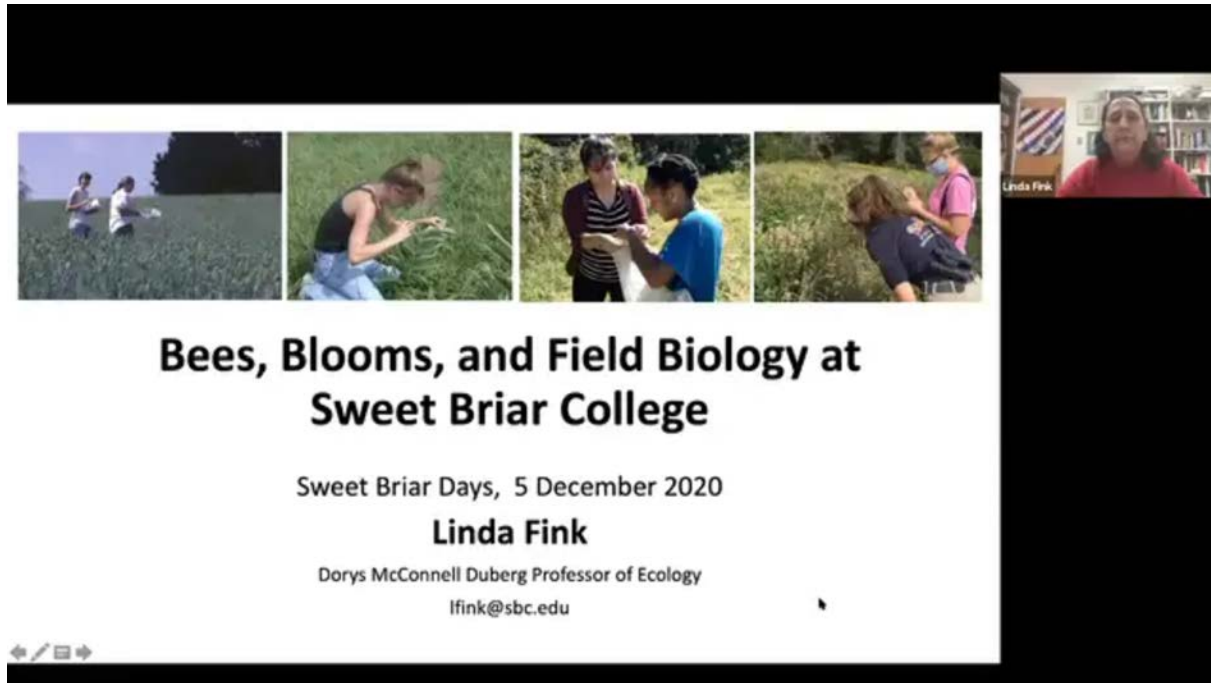 Linda Fink
Bees, Blooms, and Field Biology at
Sweet Briar College
Sweet Briar Days, 5 December 2020
Linda Fink
Dorys McConnell Duberg Professor of Ecology
lfink@sbc.edu